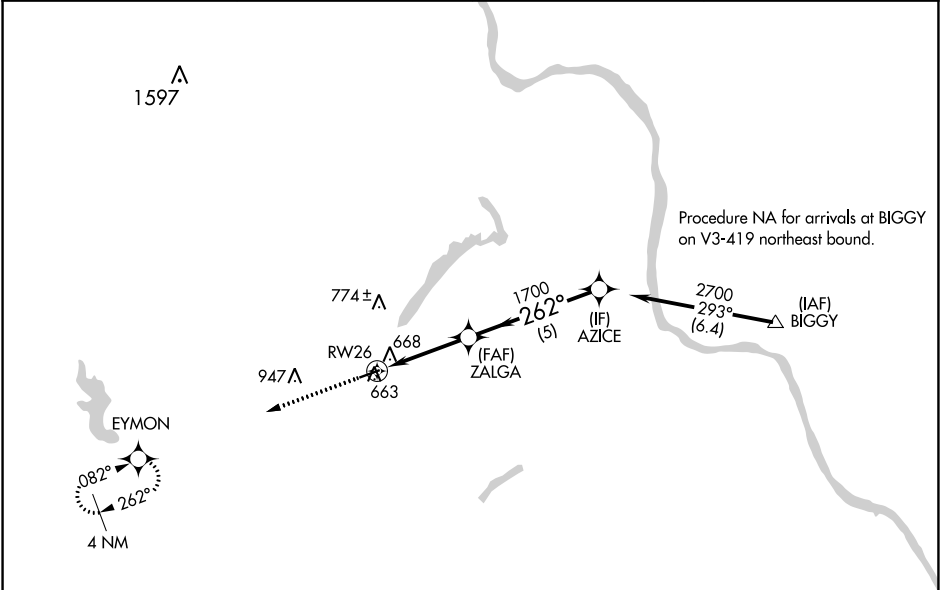 1597
Procedure NA for arrivals at BIGGY
on V3-419 northeast bound.
774±
1700
262°
(5)
(IF)
AZICE
2700
293°
(6.4)
(IAF)
BIGGY
RW26
668
(FAF)
ZALGA
947
663
EYMON
082°
262°
4 NM